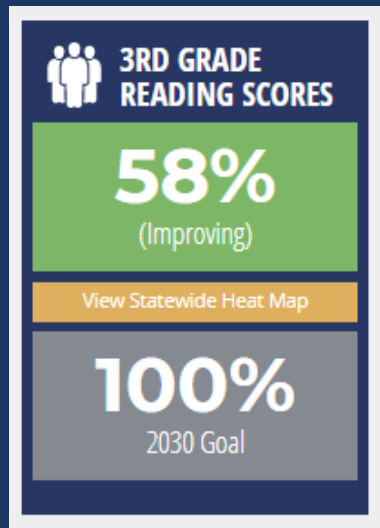 3RD GRADE
READING SCORES
58%
(Improving)
View Statewide Heat Map
100%
2030 Goal